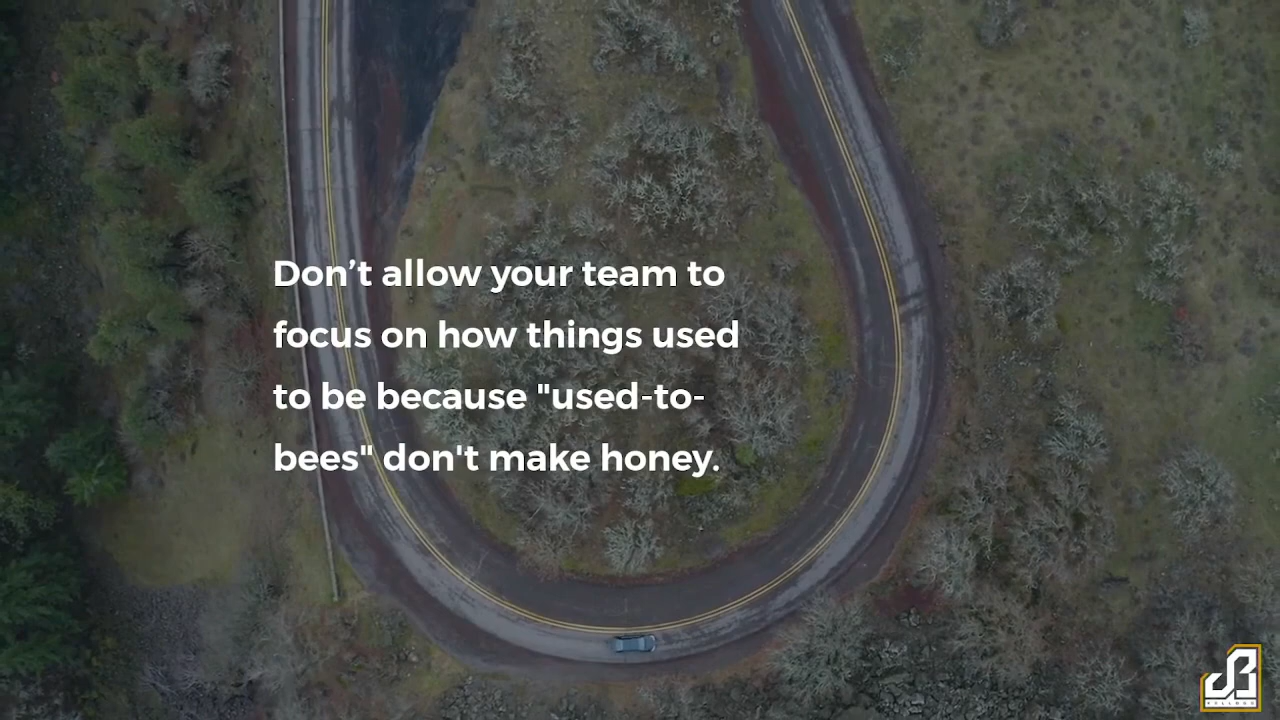 Don’t allow your team to
focus on how things used
to be because "used-to-
bees" don't make honey.